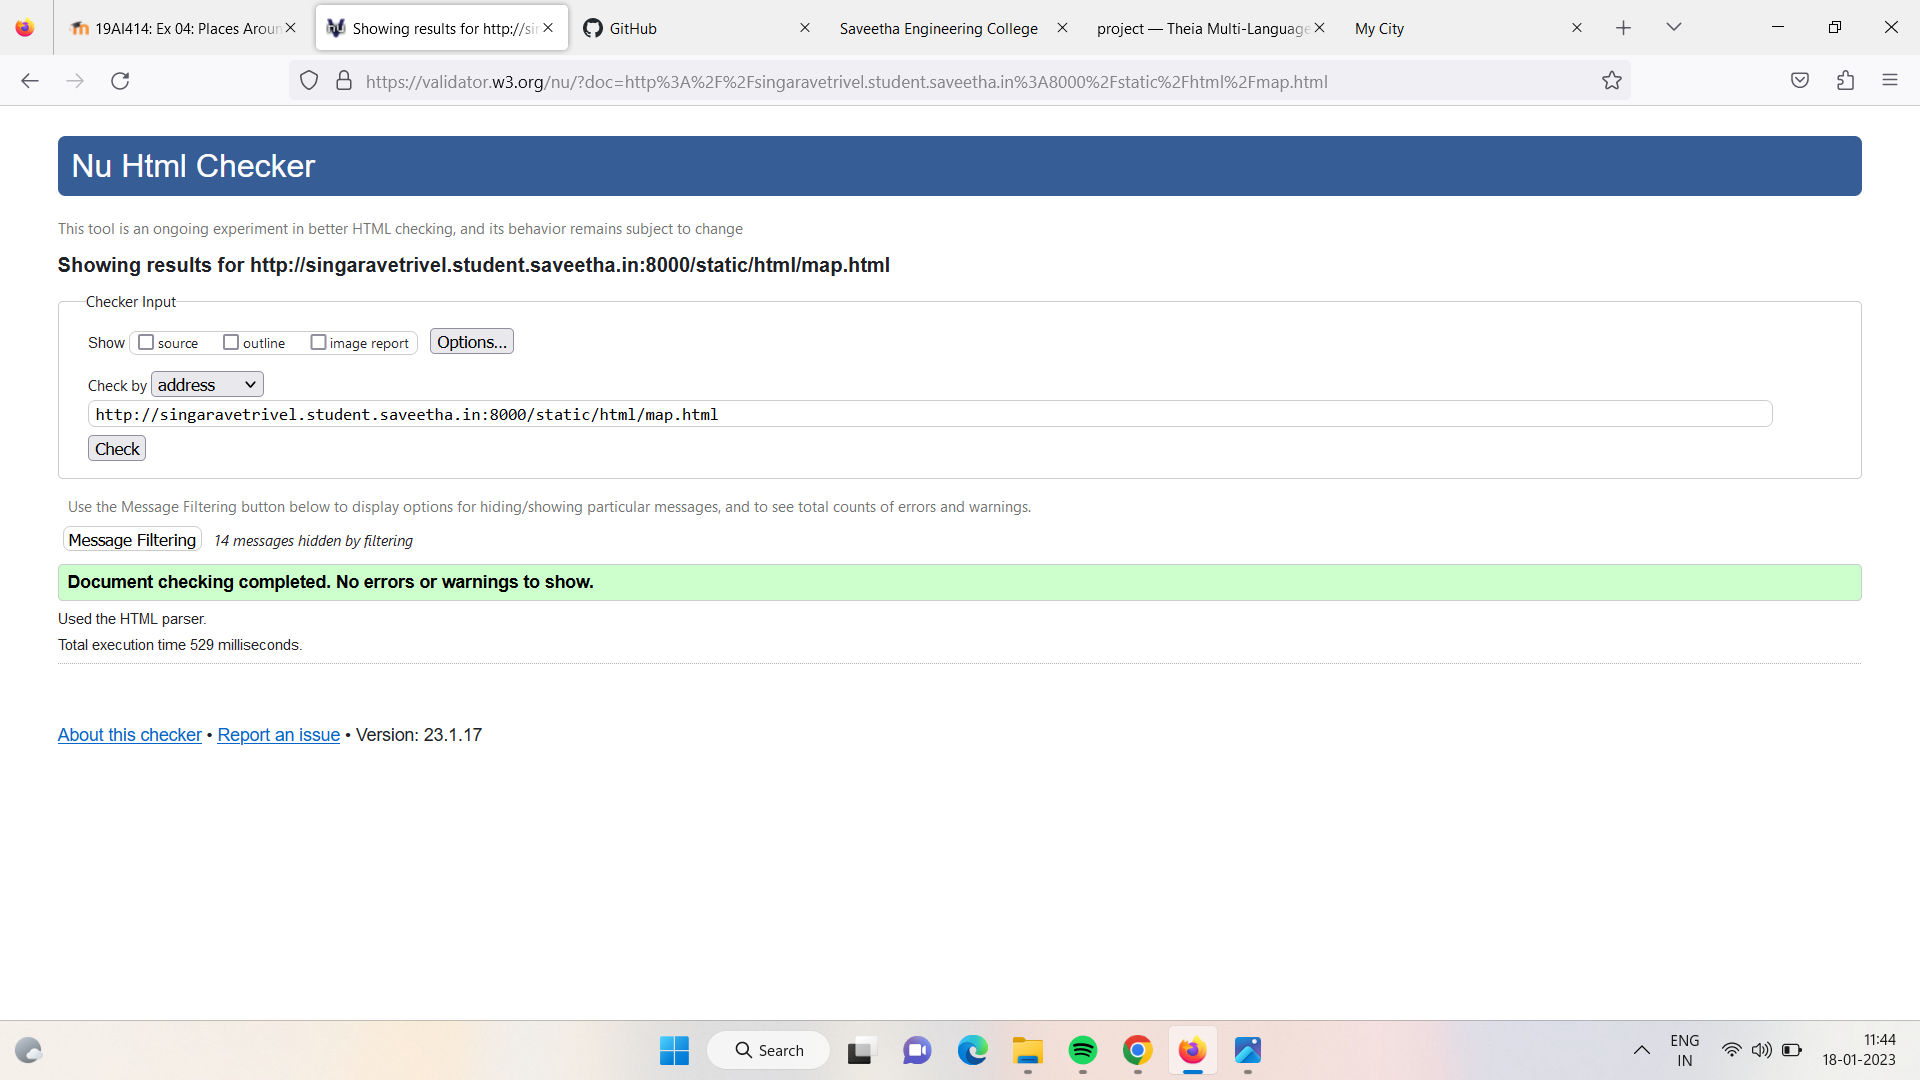 19AI414: Ex 04: Places Aroun
Showing results for http://sin
GitHub
Saveetha Engineering College
project — Theia Multi-Language
My City
https://validator.w3.org/nu/?doc=http%3A%2F%2Fsingaravetrivel.student.saveetha.in%3A8000%2Fstatic%2Fhtml%2Fmap.html
Nu Html Checker
This tool is an ongoing experiment in better HTML checking, and its behavior remains subject to change
Showing results for http://singaravetrivel.student.saveetha.in:8000/static/html/map.html
Checker Input
Show source outline image report Options...
Check by address
http://singaravetrivel.student.saveetha.in:8000/static/html/map.html
Check
Use the Message Filtering button below to display options for hiding/showing particular messages, and to see total counts of errors and warnings.
Message Filtering 14 messages hidden by filtering
Document checking completed. No errors or warnings to show.
Used the HTML parser.
Total execution time 529 milliseconds.
About this checker • Report an issue • Version: 23.1.17
Search
ENG
IN
11:44
18-01-2023